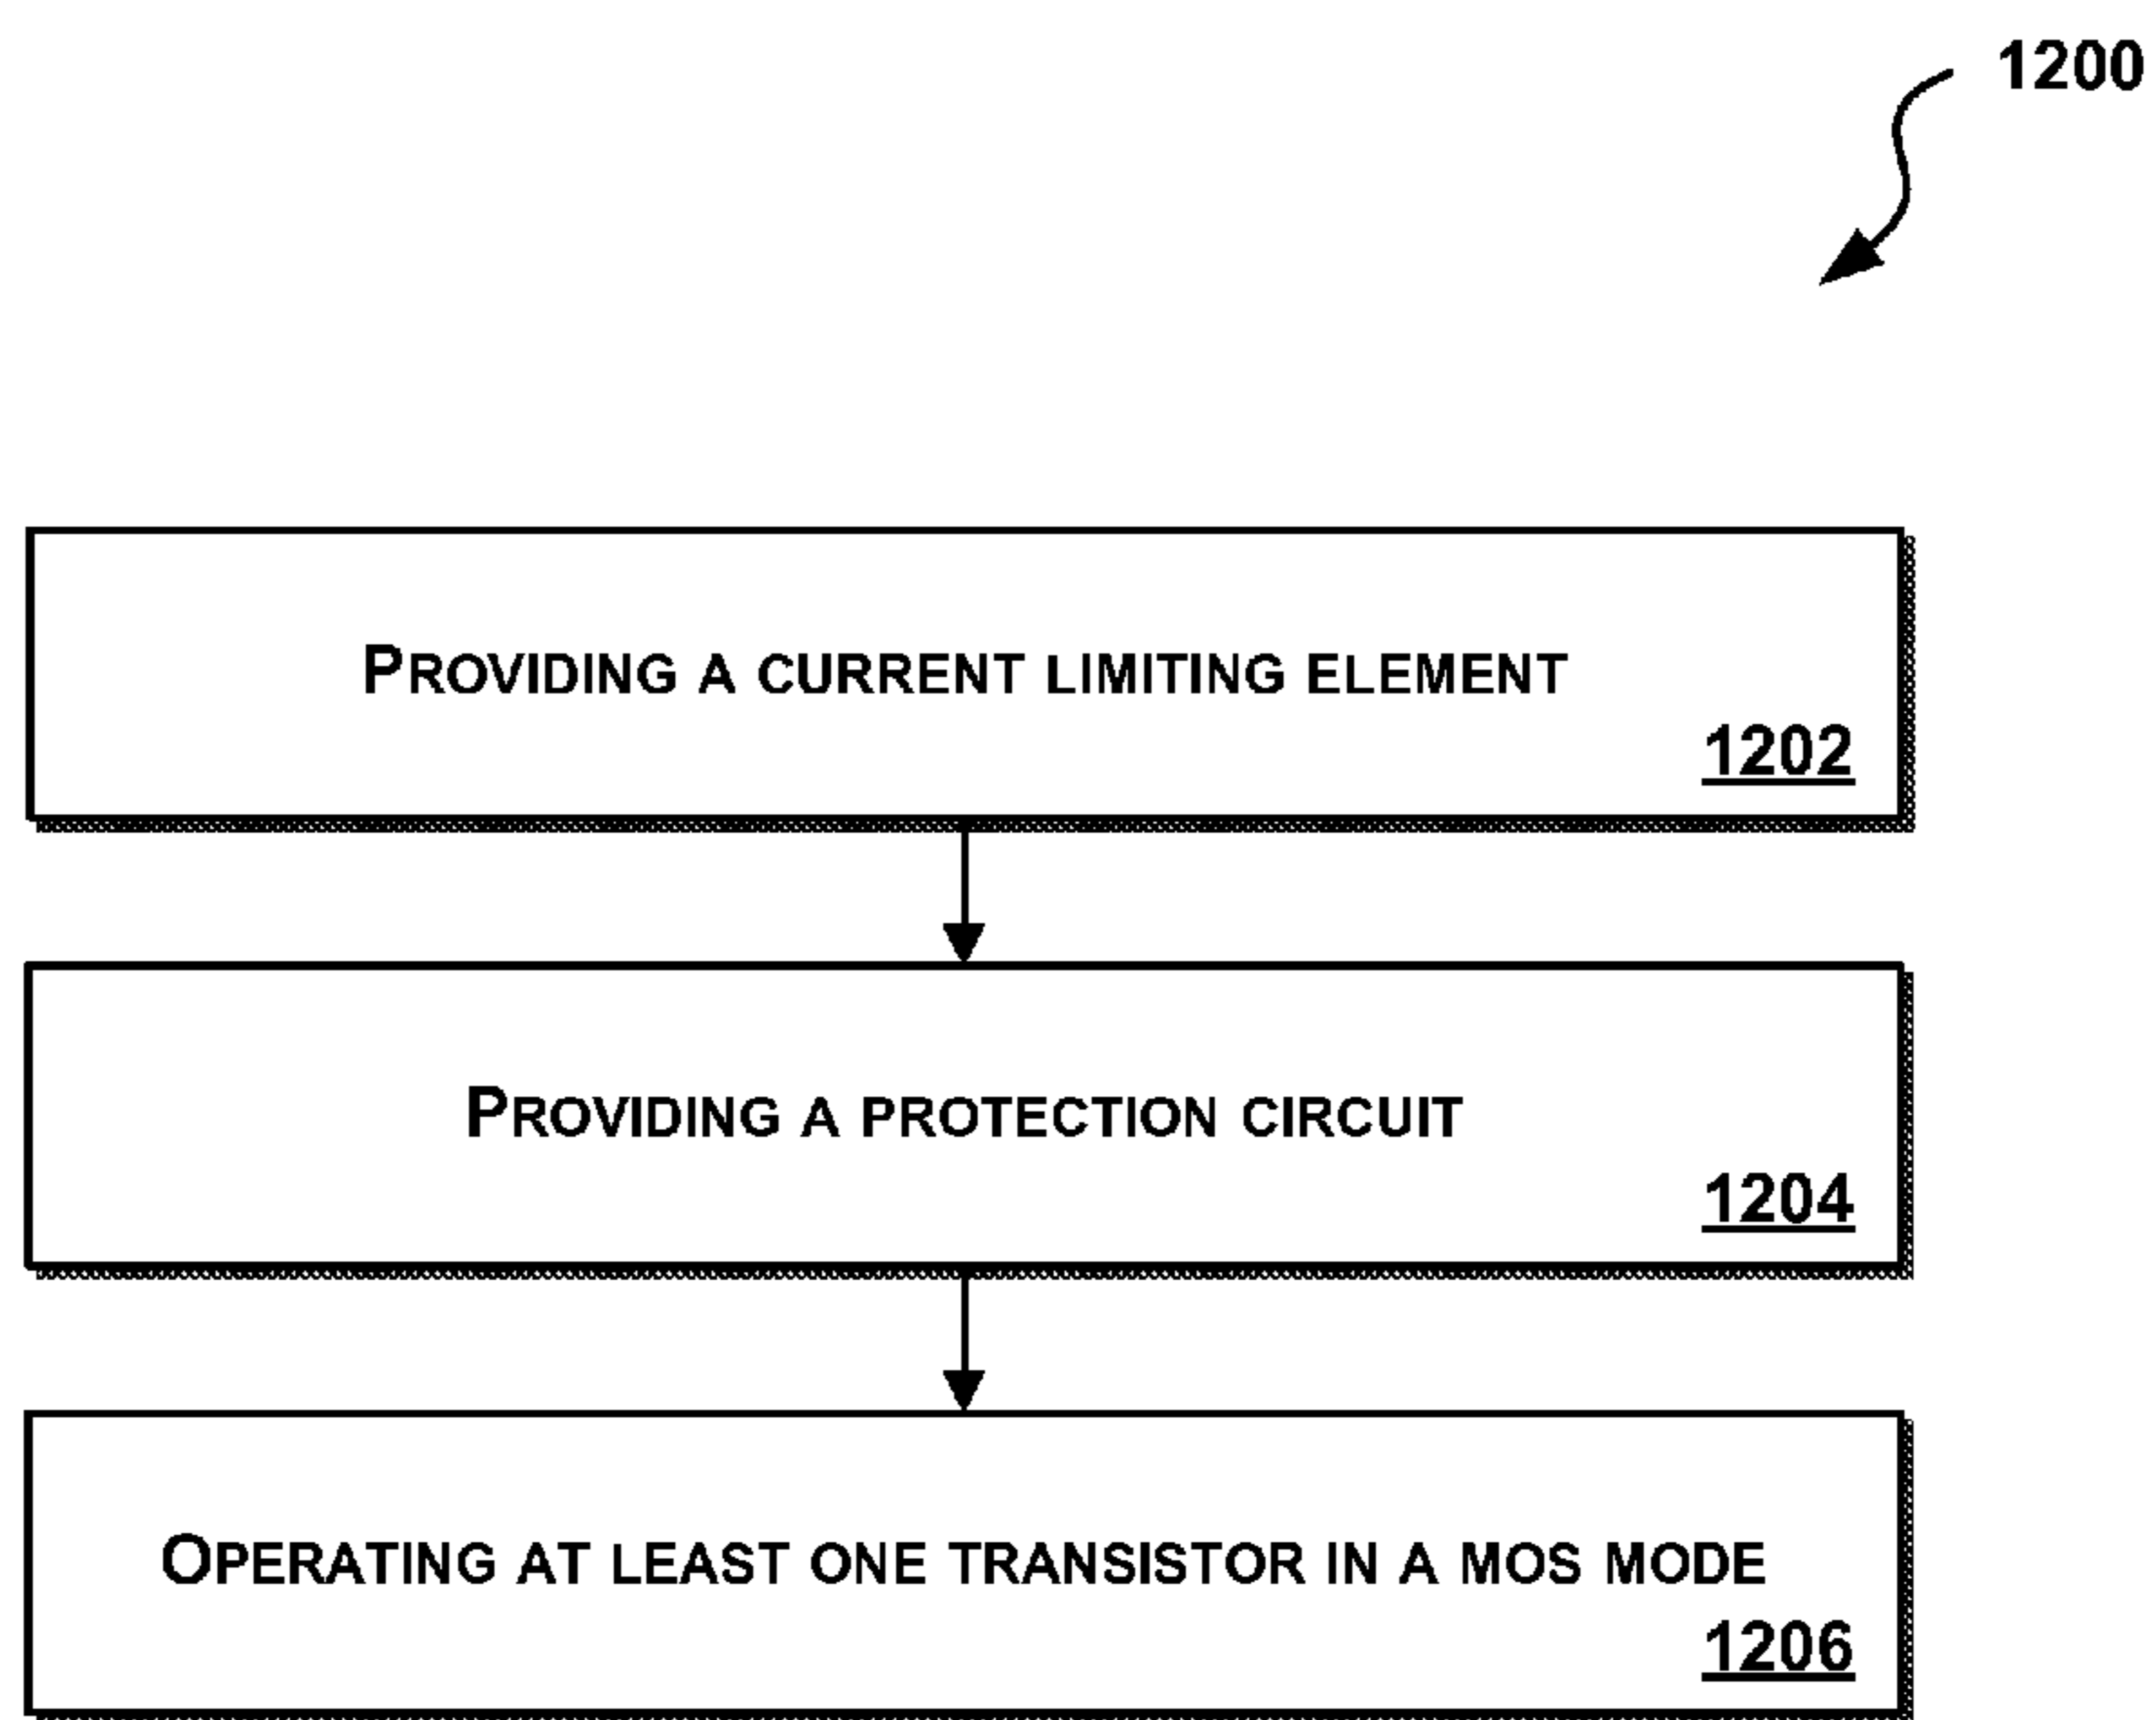 1200
PROVIDING A CURRENT LIMITING ELEMENT
1202
PROVIDING A PROTECTION CIRCUIT
1204
OPERATING AT LEAST ONE TRANSISTOR IN A MOS MODE
1206